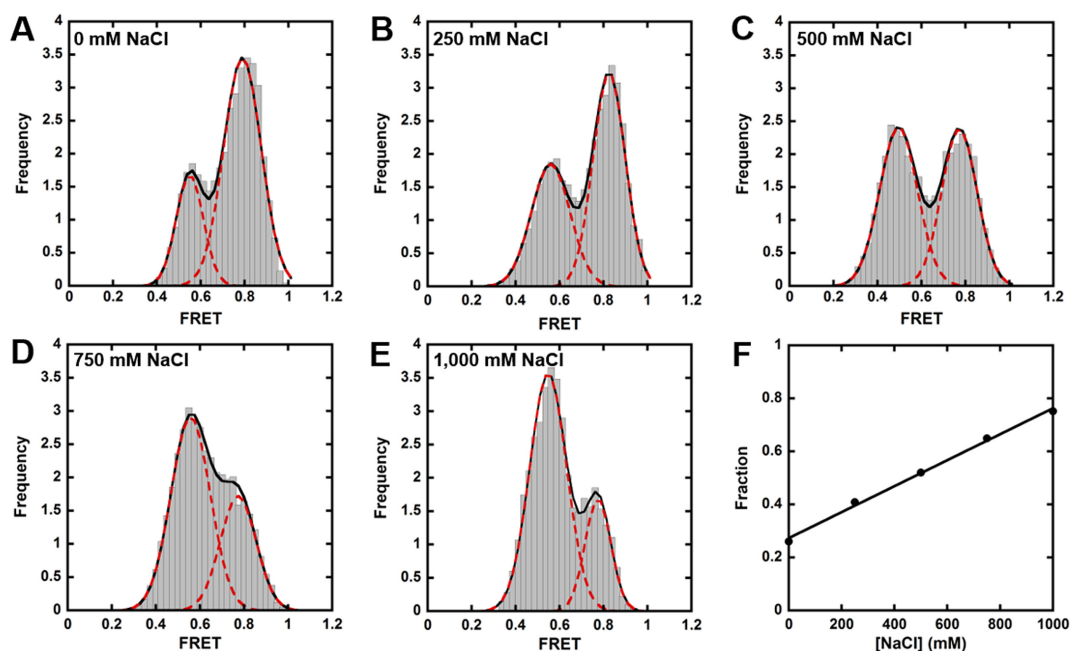 A
0 mM NaCl
Frequency
4
3.5
3
2.5
2
1.5
1
0.5
0
0 0.2 0.4 0.6 0.8 1 1.2
FRET
B
250 mM NaCl
Frequency
4
3.5
3
2.5
2
1.5
1
0.5
0
0 0.2 0.4 0.6 0.8 1 1.2
FRET
C
500 mM NaCl
Frequency
4
3.5
3
2.5
2
1.5
1
0.5
0
0 0.2 0.4 0.6 0.8 1 1.2
FRET
D
750 mM NaCl
Frequency
4
3.5
3
2.5
2
1.5
1
0.5
0
0 0.2 0.4 0.6 0.8 1 1.2
FRET
E
1,000 mM NaCl
Frequency
4
3.5
3
2.5
2
1.5
1
0.5
0
0 0.2 0.4 0.6 0.8 1 1.2
FRET
F
Fraction
1
0.8
0.6
0.4
0.2
0
0 200 400 600 800 1000
[NaCl] (mM)